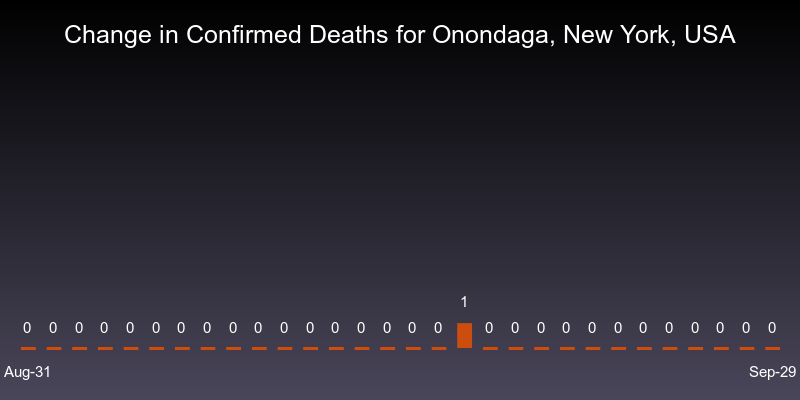 Change in Confirmed Deaths for Onondaga, New York, USA
1
0 0 0 0 0 0 0 0 0 0 0 0 0 0 0 0 0 0 0 0 0 0 0 0 0 0 0 0 0
Aug-31 Sep-29